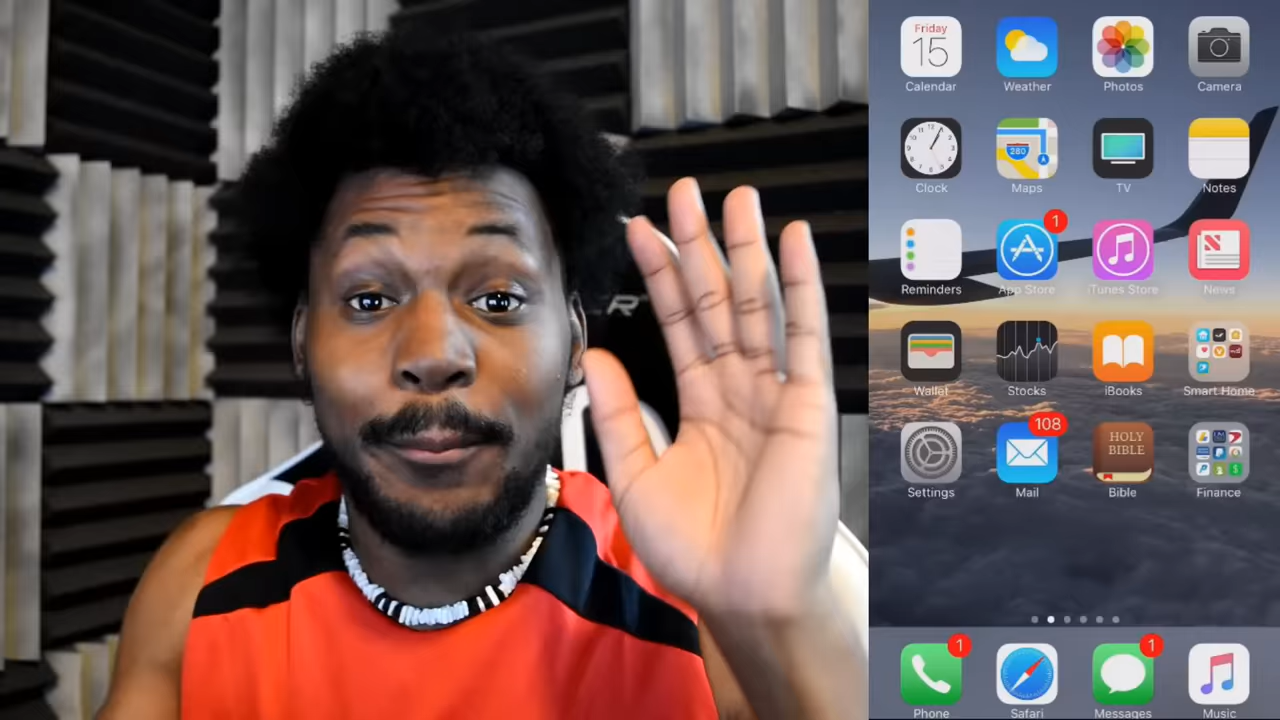 Friday
15
Calendar
Weather
Photos
Camera
12
280
Clock
Maps
TV
Notes
1
Reminders
App Store
iTunes Store
News
Wallet
Stocks
iBooks
Smart Home
108
HOLY
BIBLE
Settings
Mail
Bible
Finance
1
1
Phone
Safari
Messages
Music
R